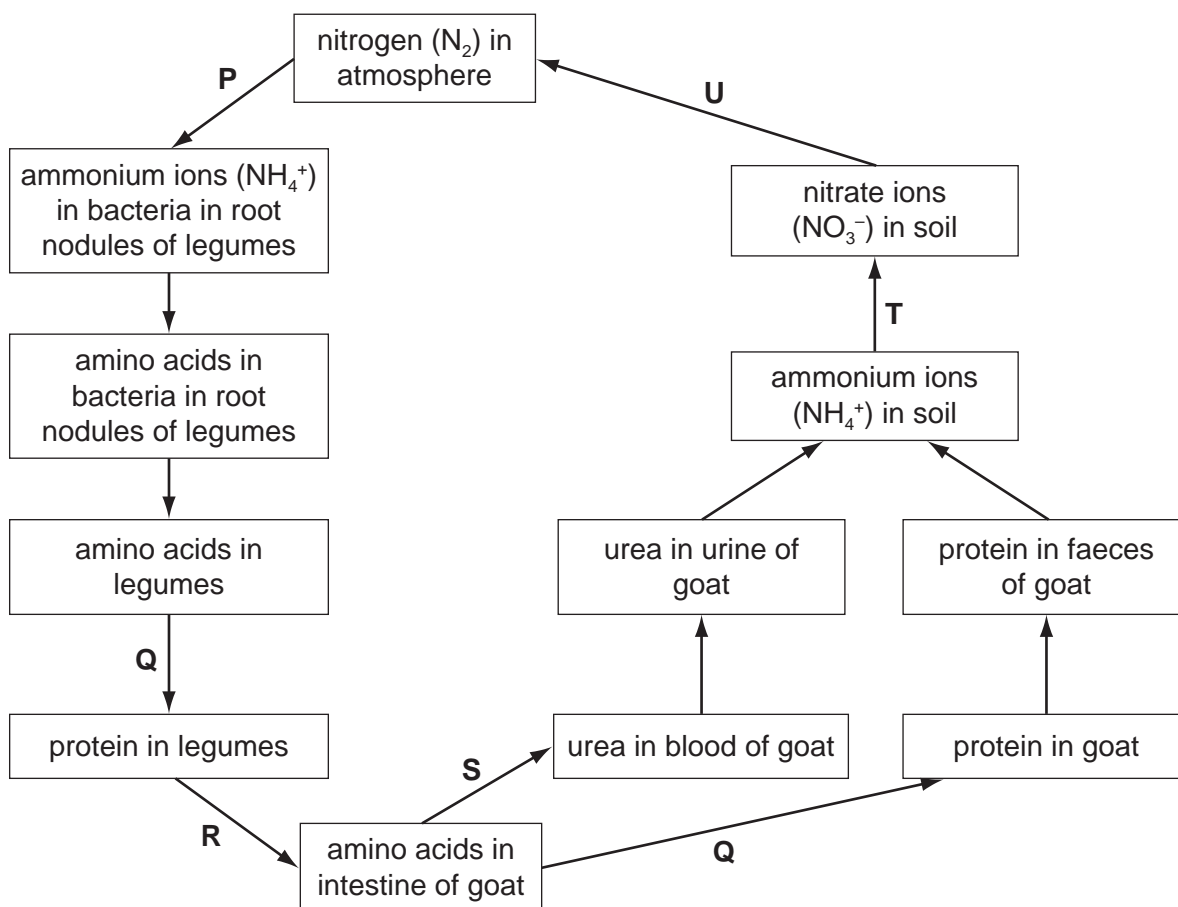 nitrogen (N₂) in
atmosphere
P
U
ammonium ions (NH₄⁺)
in bacteria in root
nodules of legumes
nitrate ions
(NO₃⁻) in soil
T
amino acids in
bacteria in root
nodules of legumes
ammonium ions
(NH₄⁺) in soil
amino acids in
legumes
urea in urine of
goat
protein in faeces
of goat
Q
protein in legumes
urea in blood of goat
protein in goat
S
R
Q
amino acids in
intestine of goat